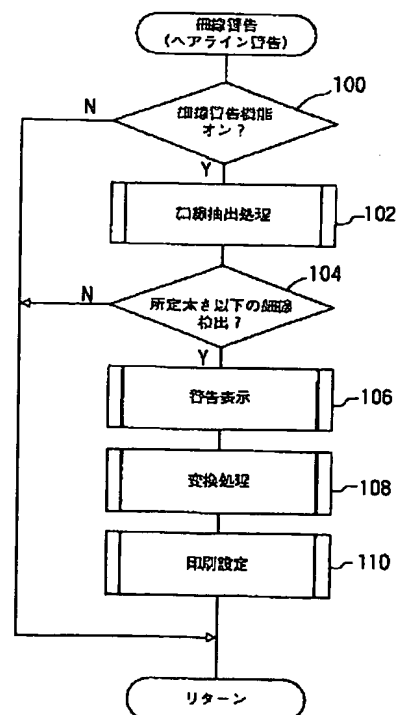 細線警告
(ヘアライン警告)
100
N
細線警告機能
オン?
Y
細線抽出処理
102
104
N
所定太さ以下の細線
検出?
Y
警告表示
106
変換処理
108
印刷設定
110
リターン